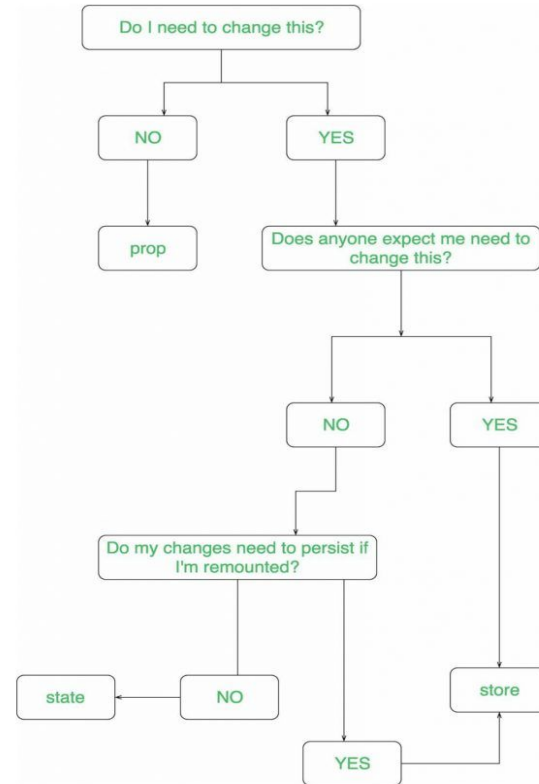 Do I need to change this?
NO
YES
prop
Does anyone expect me need to
change this?
NO
YES
Do my changes need to persist if
I'm remounted?
state
NO
store
YES